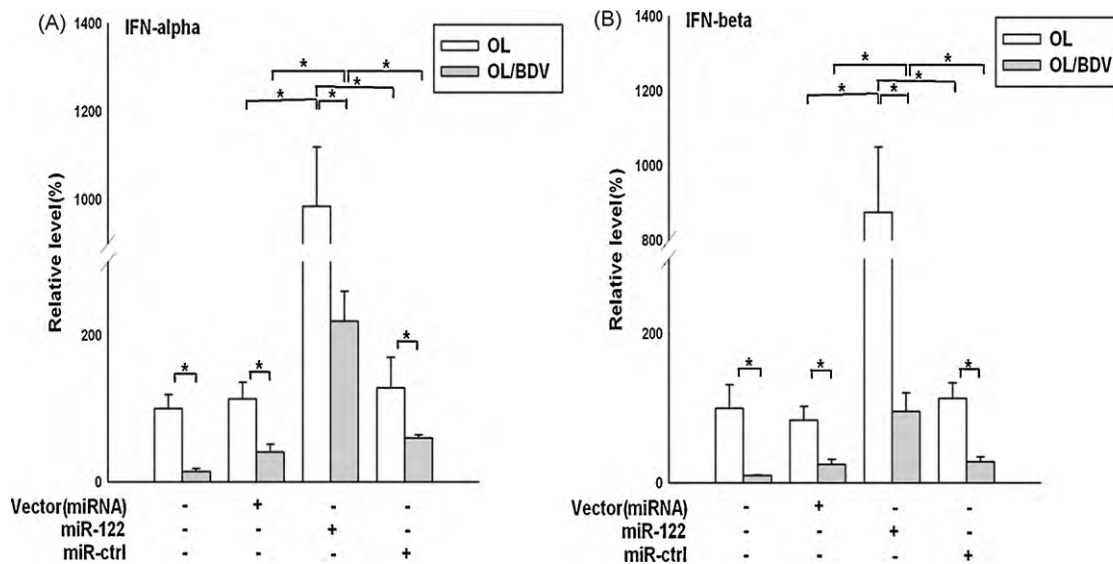 (A)
IFN-alpha
OL
OL/BDV
Relative level(%)
1400
1200
1000
200
0
* * * * *
* * *
Vector(miRNA) - + - -
miR-122 - - + -
miR-ctrl - - - +
(B)
IFN-beta
OL
OL/BDV
Relative level(%)
1400
1200
1000
800
200
0
* * * * *
* * *
Vector(miRNA) - + - -
miR-122 - - + -
miR-ctrl - - - +